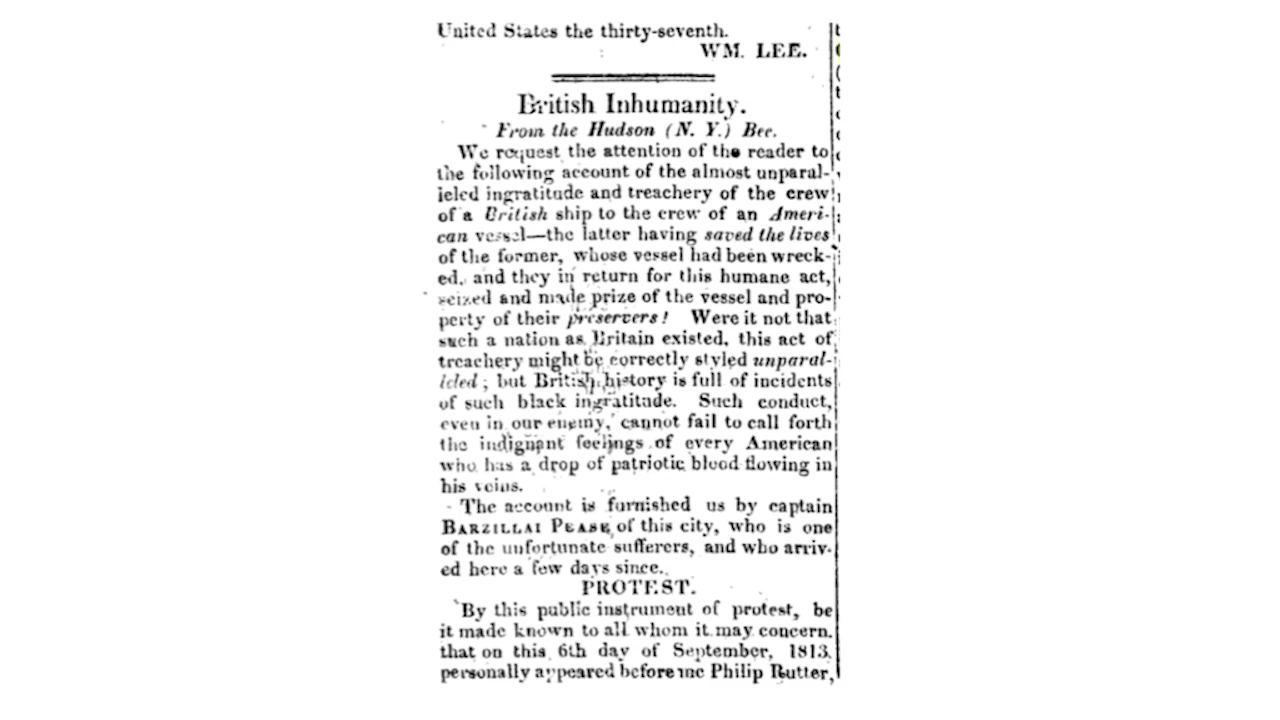 United States the thirty-seventh.
WM. LEE.
British Inhumanity.
From the Hudson (N. Y.) Bee.
We request the attention of the reader to
the following account of the almost unparal-
leled ingratitude and treachery of the crew
of a British ship to the crew of an Ameri-
can vessel—the latter having saved the lives
of the former, whose vessel had been wreck-
ed, and they in return for this humane act,
seized and made prize of the vessel and pro-
perty of their preservers! Were it not that
such a nation as Britain existed, this act of
treachery might be correctly styled unparal-
leled; but British history is full of incidents
of such black ingratitude. Such conduct,
even in our enemy, cannot fail to call forth
the indignant feelings of every American
who has a drop of patriotic blood flowing in
his veins.
The account is furnished us by captain
BARZILLAI PEASE, of this city, who is one
of the unfortunate sufferers, and who arriv-
ed here a few days since.
PROTEST.
By this public instrument of protest, be
it made known to all whom it may concern.
that on this 6th day of September, 1813.
personally appeared before me Philip Rutter,